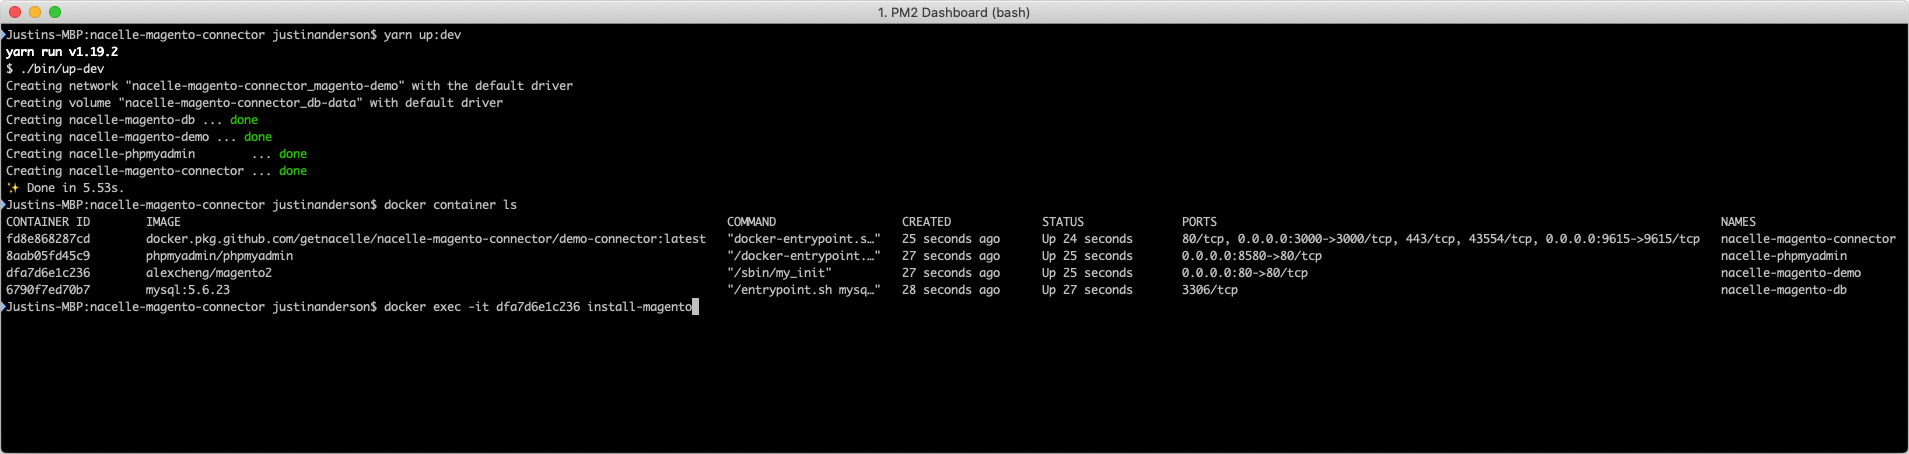 1. PM2 Dashboard (bash)
Justins-MBP:nacelle-magento-connector justinanderson$ yarn up:dev
yarn run v1.19.2
$ ./bin/up-dev
Creating network "nacelle-magento-connector_magento-demo" with the default driver
Creating volume "nacelle-magento-connector_db-data" with default driver
Creating nacelle-magento-db ... done
Creating nacelle-magento-demo ... done
Creating nacelle-phpmyadmin        ... done
Creating nacelle-magento-connector ... done
✨ Done in 5.53s.
Justins-MBP:nacelle-magento-connector justinanderson$ docker container ls
CONTAINER ID        IMAGE                                                                              COMMAND                  CREATED             STATUS              PORTS                                                                        NAMES
fd8e868287cd        docker.pkg.github.com/getnacelle/nacelle-magento-connector/demo-connector:latest   "docker-entrypoint.s…"   25 seconds ago      Up 24 seconds       80/tcp, 0.0.0.0:3000->3000/tcp, 443/tcp, 43554/tcp, 0.0.0.0:9615->9615/tcp   nacelle-magento-connector
8aab05fd45c9        phpmyadmin/phpmyadmin                                                              "/docker-entrypoint.…"   27 seconds ago      Up 25 seconds       0.0.0.0:8580->80/tcp                                                         nacelle-phpmyadmin
dfa7d6e1c236        alexcheng/magento2                                                                 "/sbin/my_init"          27 seconds ago      Up 25 seconds       0.0.0.0:80->80/tcp                                                           nacelle-magento-demo
6790f7ed70b7        mysql:5.6.23                                                                       "/entrypoint.sh mysq…"   28 seconds ago      Up 27 seconds       3306/tcp                                                                     nacelle-magento-db
Justins-MBP:nacelle-magento-connector justinanderson$ docker exec -it dfa7d6e1c236 install-magento